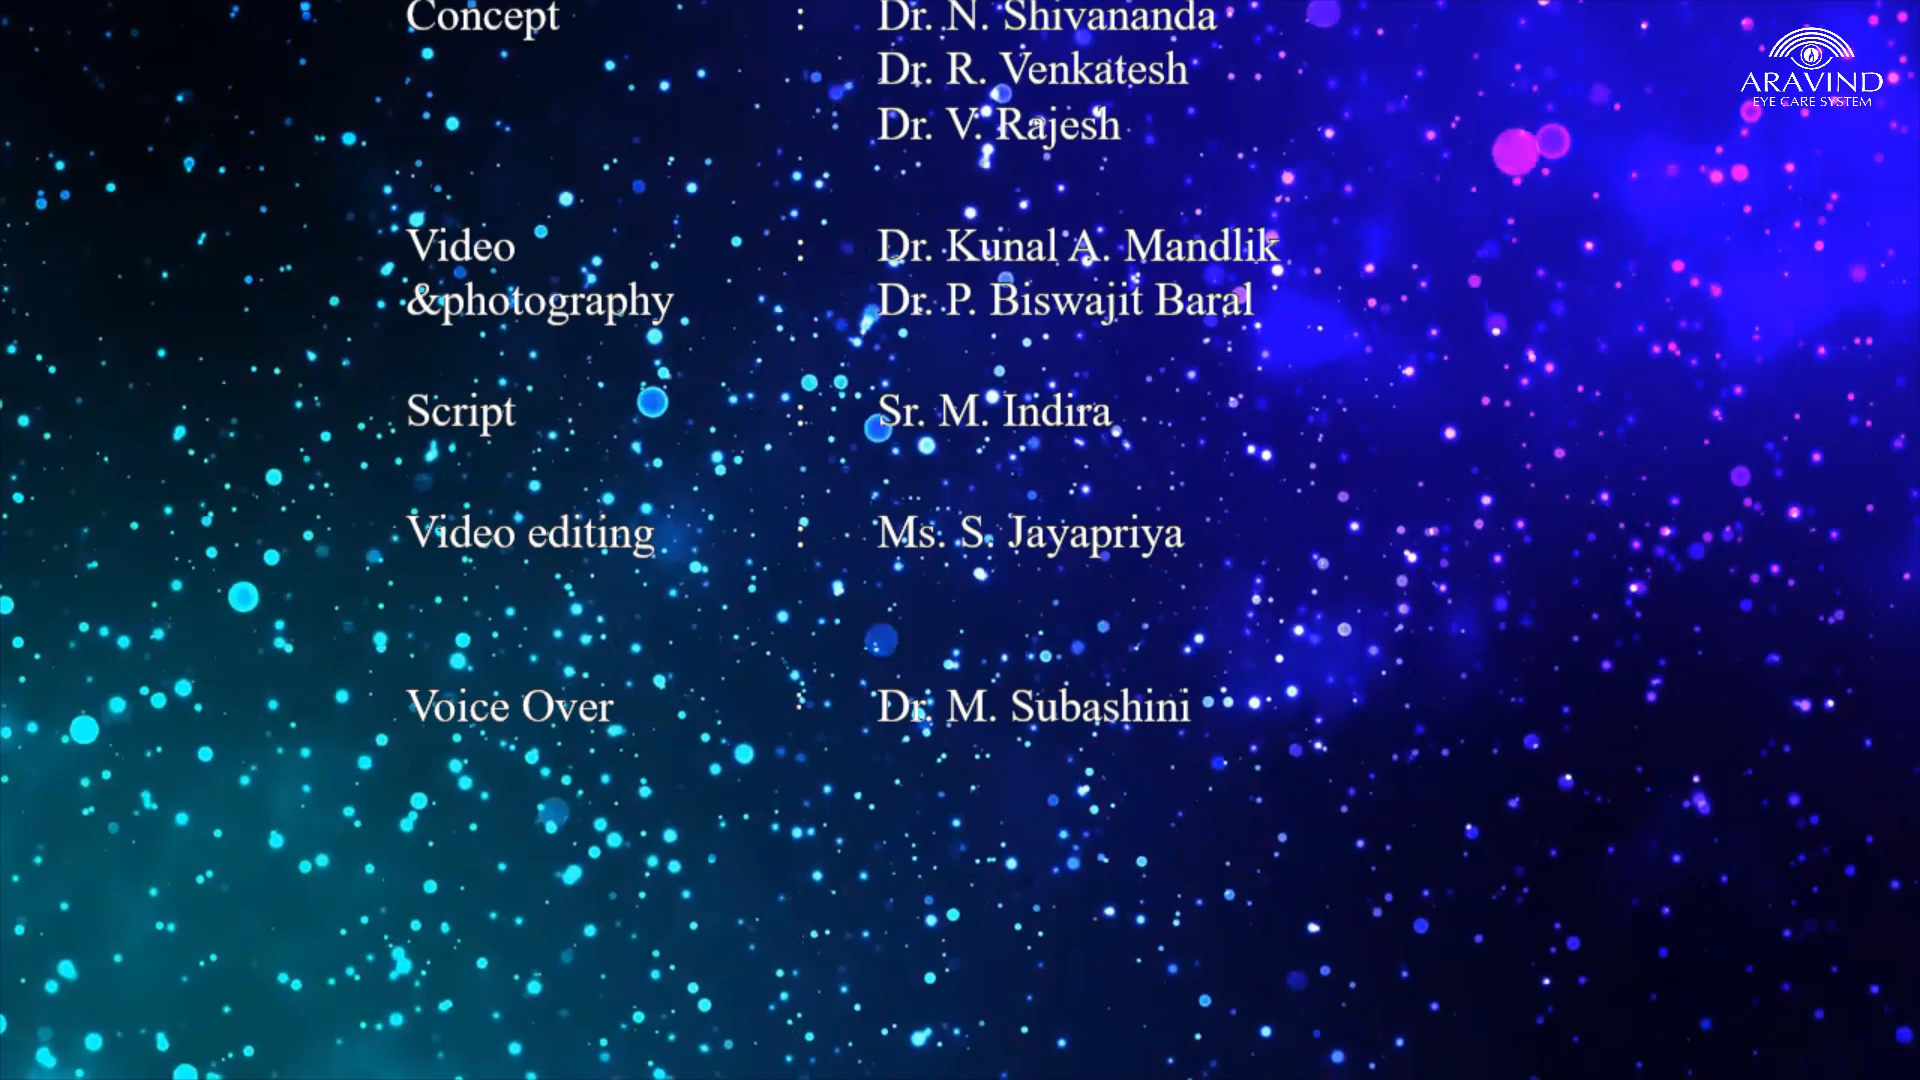 Concept : Dr. N. Shivananda
Dr. R. Venkatesh
Dr. V. Rajesh
ARAVIND
EYE CARE SYSTEM
Video : Dr. Kunal A. Mandlik
&photography Dr. P. Biswajit Baral
Script : Sr. M. Indira
Video editing : Ms. S. Jayapriya
Voice Over : Dr. M. Subashini